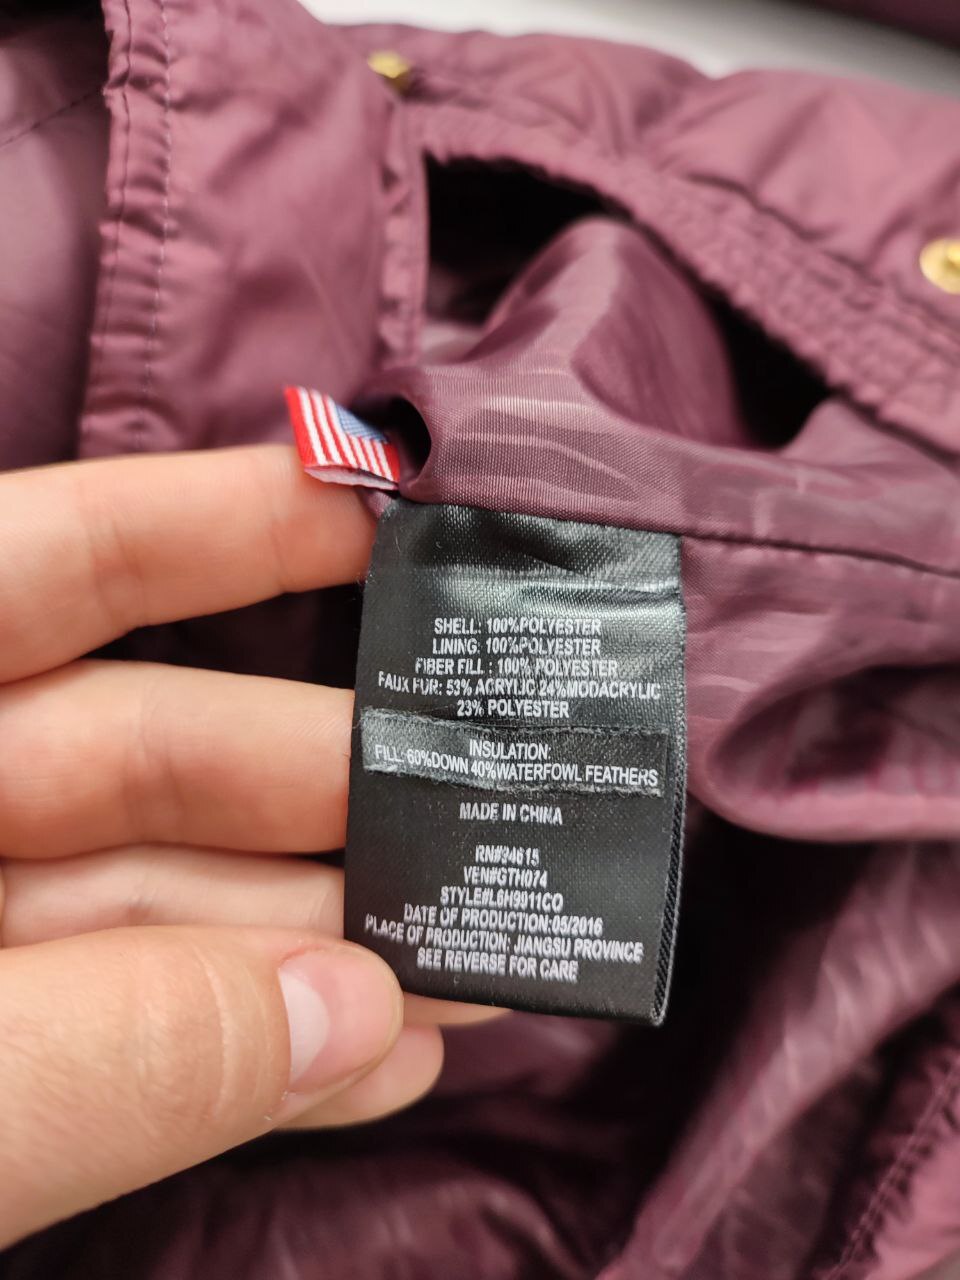 SHELL: 100%POLYESTER
LINING: 100%POLYESTER
FIBER FILL : 100% POLYESTER
FAUX FUR: 53% ACRYLIC 24%MODACRYLIC
23% POLYESTER
INSULATION:
FILL: 60%DOWN 40%WATERFOWL FEATHERS
MADE IN CHINA
RN#94615
VEN#GTH074
STYLE#L6H9911CO
DATE OF PRODUCTION:05/2016
PLACE OF PRODUCTION: JIANGSU PROVINCE
SEE REVERSE FOR CARE